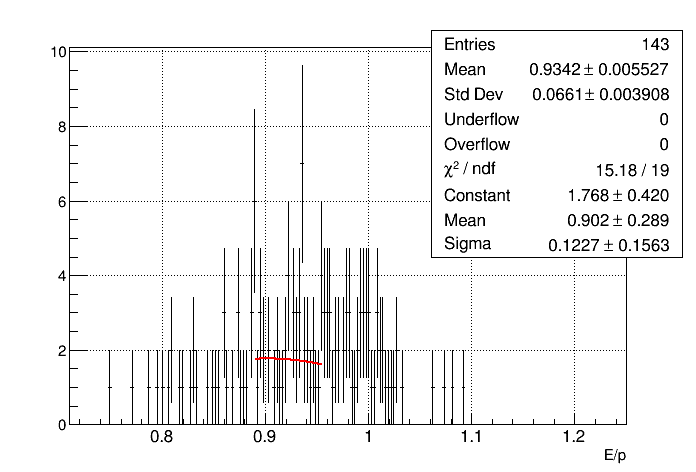 10
8
6
4
2
0
0.8 0.9 1 1.1 1.2
E/p
Entries 143
Mean 0.9342 ± 0.005527
Std Dev 0.0661 ± 0.003908
Underflow 0
Overflow 0
χ² / ndf 15.18 / 19
Constant 1.768 ± 0.420
Mean 0.902 ± 0.289
Sigma 0.1227 ± 0.1563